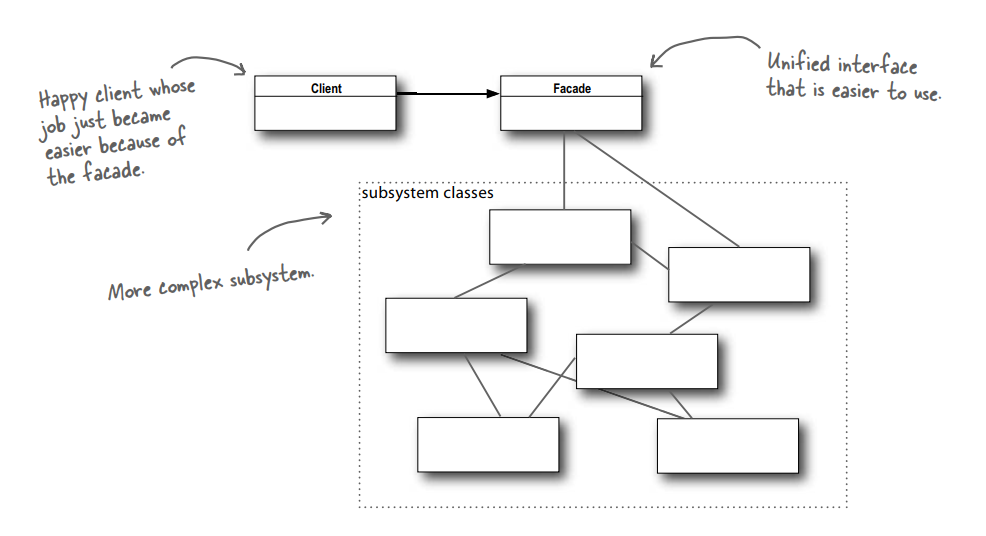 Happy client whose
job just became
easier because of
the facade.
Client
Facade
Unified interface
that is easier to use.
subsystem classes
More complex subsystem.